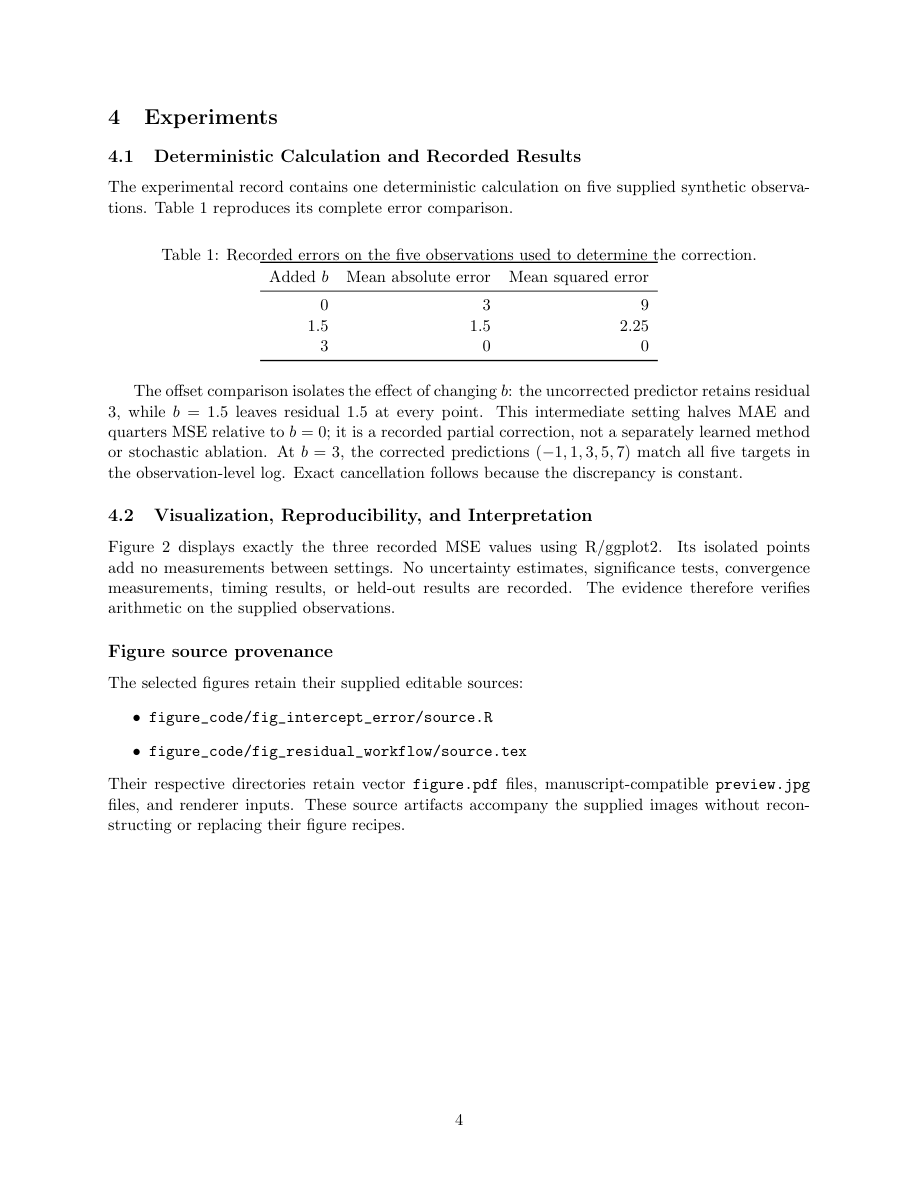 4 Experiments
4.1 Deterministic Calculation and Recorded Results
The experimental record contains one deterministic calculation on five supplied synthetic observa-
tions. Table 1 reproduces its complete error comparison.
Table 1: Recorded errors on the five observations used to determine the correction.
Added b Mean absolute error Mean squared error
0 3 9
1.5 1.5 2.25
3 0 0
The offset comparison isolates the effect of changing b: the uncorrected predictor retains residual
3, while b = 1.5 leaves residual 1.5 at every point. This intermediate setting halves MAE and
quarters MSE relative to b = 0; it is a recorded partial correction, not a separately learned method
or stochastic ablation. At b = 3, the corrected predictions (−1, 1, 3, 5, 7) match all five targets in
the observation-level log. Exact cancellation follows because the discrepancy is constant.
4.2 Visualization, Reproducibility, and Interpretation
Figure 2 displays exactly the three recorded MSE values using R/ggplot2. Its isolated points
add no measurements between settings. No uncertainty estimates, significance tests, convergence
measurements, timing results, or held-out results are recorded. The evidence therefore verifies
arithmetic on the supplied observations.
Figure source provenance
The selected figures retain their supplied editable sources:
• figure_code/fig_intercept_error/source.R
• figure_code/fig_residual_workflow/source.tex
Their respective directories retain vector figure.pdf files, manuscript-compatible preview.jpg
files, and renderer inputs. These source artifacts accompany the supplied images without recon-
structing or replacing their figure recipes.
4